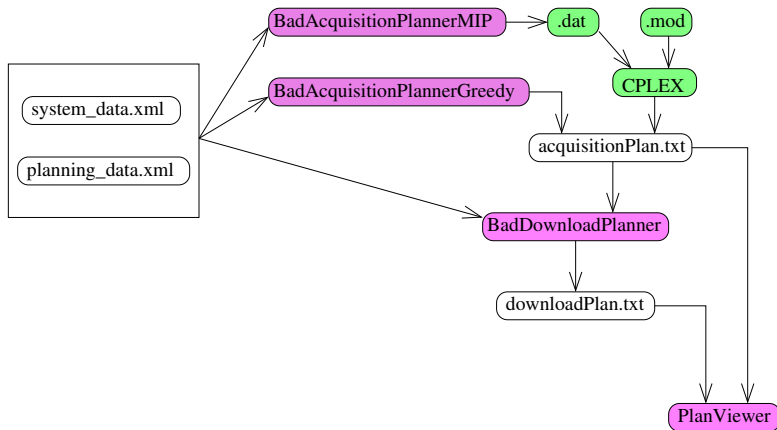 BadAcquisitionPlannerMIP
.dat
.mod
BadAcquisitionPlannerGreedy
CPLEX
system_data.xml
acquisitionPlan.txt
planning_data.xml
BadDownloadPlanner
downloadPlan.txt
PlanViewer